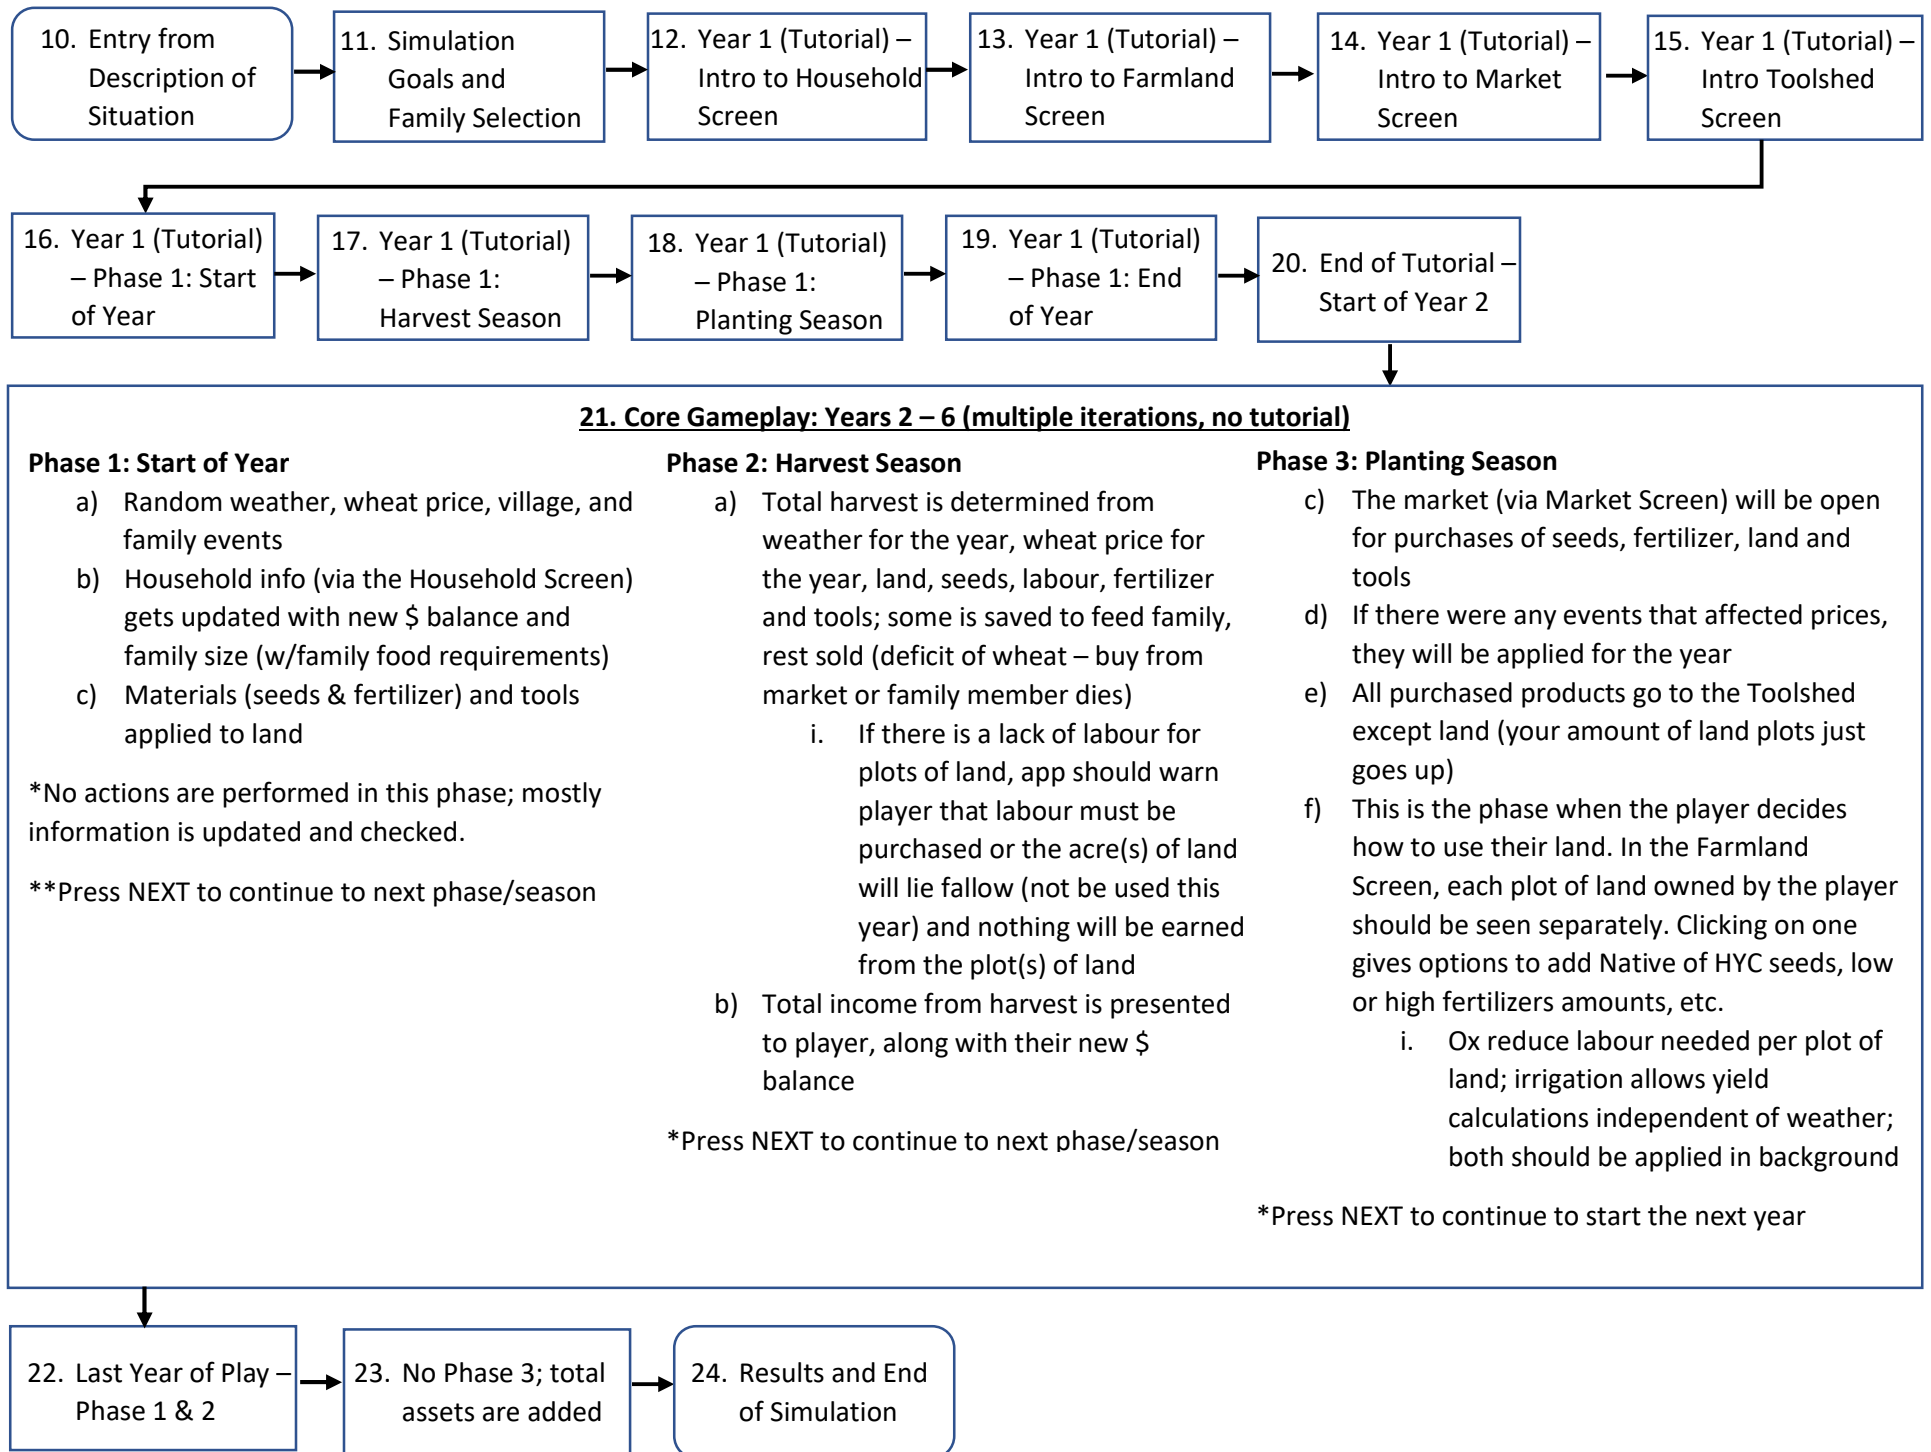 10. Entry from
Description of
Situation
11. Simulation
Goals and
Family Selection
12. Year 1 (Tutorial) –
Intro to Household
Screen
13. Year 1 (Tutorial) –
Intro to Farmland
Screen
14. Year 1 (Tutorial) –
Intro to Market
Screen
15. Year 1 (Tutorial) –
Intro Toolshed
Screen
16. Year 1 (Tutorial)
– Phase 1: Start
of Year
17. Year 1 (Tutorial)
– Phase 1:
Harvest Season
18. Year 1 (Tutorial)
– Phase 1:
Planting Season
19. Year 1 (Tutorial)
– Phase 1: End
of Year
20. End of Tutorial –
Start of Year 2
21. Core Gameplay: Years 2 – 6 (multiple iterations, no tutorial)
Phase 1: Start of Year
a) Random weather, wheat price, village, and
family events
b) Household info (via the Household Screen)
gets updated with new $ balance and
family size (w/family food requirements)
c) Materials (seeds & fertilizer) and tools
applied to land
*No actions are performed in this phase; mostly
information is updated and checked.
**Press NEXT to continue to next phase/season
Phase 2: Harvest Season
a) Total harvest is determined from
weather for the year, wheat price for
the year, land, seeds, labour, fertilizer
and tools; some is saved to feed family,
rest sold (deficit of wheat – buy from
market or family member dies)
i. If there is a lack of labour for
plots of land, app should warn
player that labour must be
purchased or the acre(s) of land
will lie fallow (not be used this
year) and nothing will be earned
from the plot(s) of land
b) Total income from harvest is presented
to player, along with their new $
balance
*Press NEXT to continue to next phase/season
Phase 3: Planting Season
c) The market (via Market Screen) will be open
for purchases of seeds, fertilizer, land and
tools
d) If there were any events that affected prices,
they will be applied for the year
e) All purchased products go to the Toolshed
except land (your amount of land plots just
goes up)
f) This is the phase when the player decides
how to use their land. In the Farmland
Screen, each plot of land owned by the player
should be seen separately. Clicking on one
gives options to add Native of HYC seeds, low
or high fertilizers amounts, etc.
i. Ox reduce labour needed per plot of
land; irrigation allows yield
calculations independent of weather;
both should be applied in background
*Press NEXT to continue to start the next year
22. Last Year of Play –
Phase 1 & 2
23. No Phase 3; total
assets are added
24. Results and End
of Simulation